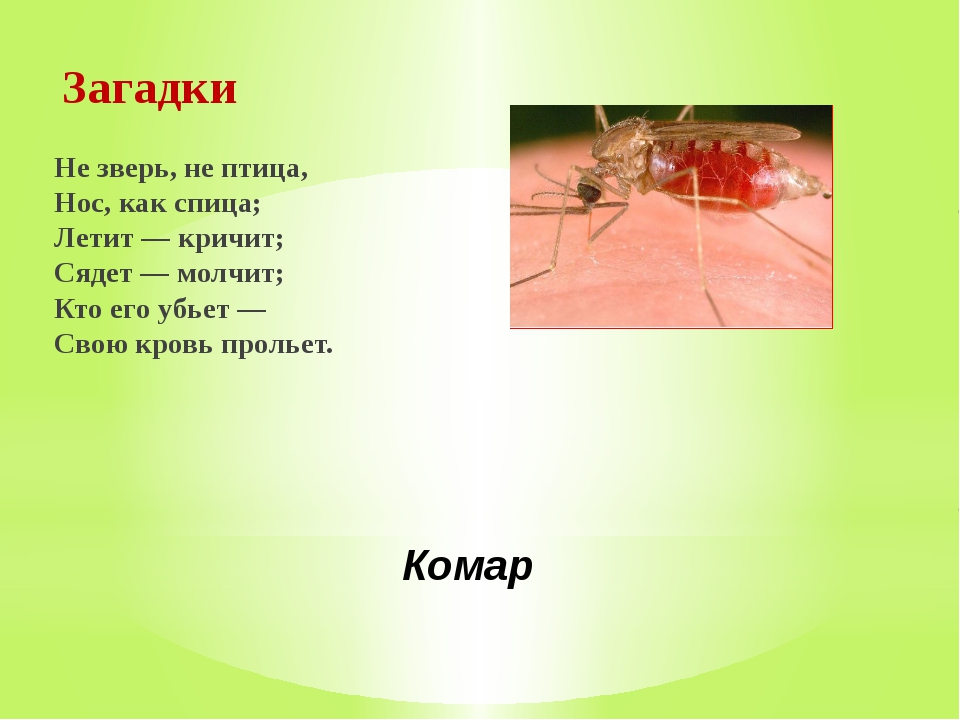 Загадки
Не зверь, не птица,
Нос, как спица;
Летит — кричит;
Сядет — молчит;
Кто его убьет —
Свою кровь прольет.
Комар